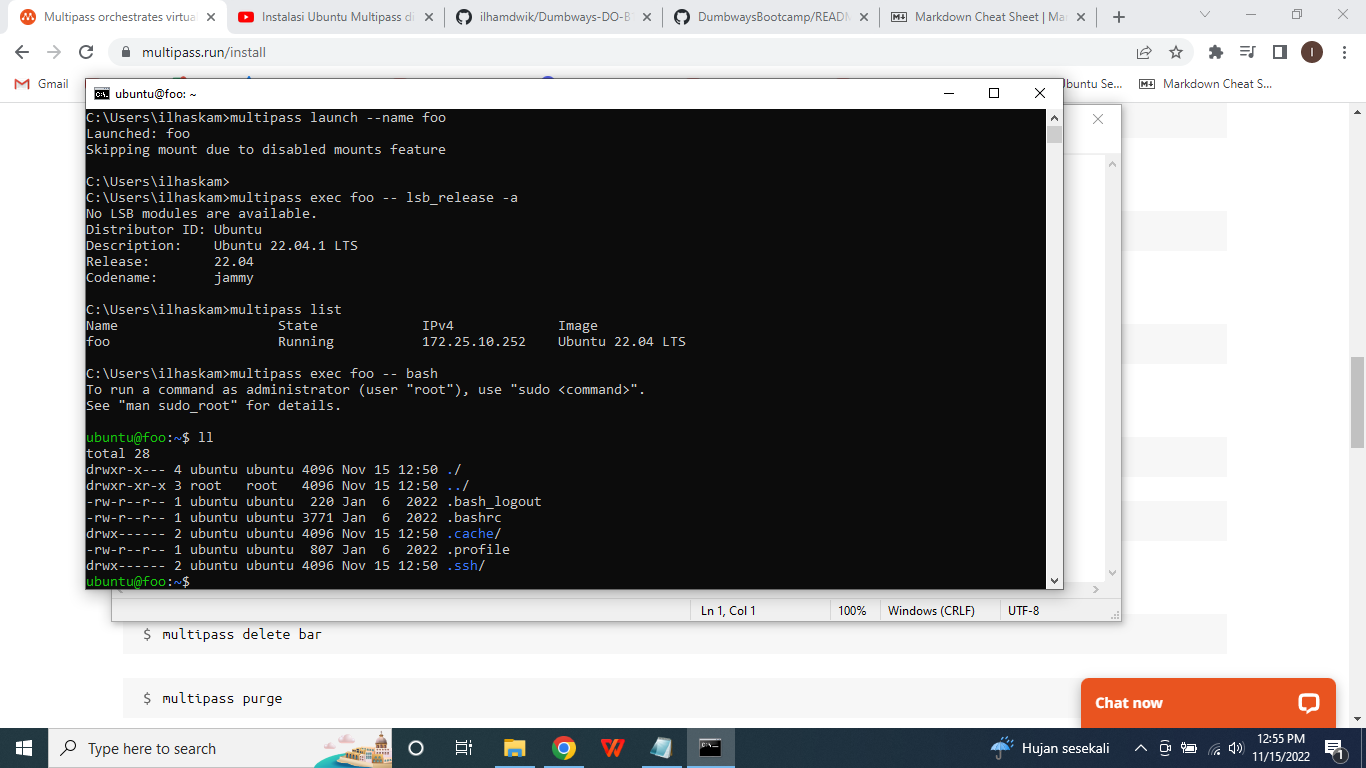 Multipass orchestrates virtual
Instalasi Ubuntu Multipass di
ilhamdwik/Dumbways-DO-B
DumbwaysBootcamp/READM
Markdown Cheat Sheet | Ma
multipass.run/install
I
Gmail
Ubuntu Se...
Markdown Cheat S...
ubuntu@foo: ~
C:\Users\ilhaskam>multipass launch --name foo
Launched: foo
Skipping mount due to disabled mounts feature
C:\Users\ilhaskam>
C:\Users\ilhaskam>multipass exec foo -- lsb_release -a
No LSB modules are available.
Distributor ID: Ubuntu
Description:    Ubuntu 22.04.1 LTS
Release:        22.04
Codename:       jammy
C:\Users\ilhaskam>multipass list
Name                    State             IPv4             Image
foo                     Running           172.25.10.252    Ubuntu 22.04 LTS
C:\Users\ilhaskam>multipass exec foo -- bash
To run a command as administrator (user "root"), use "sudo <command>".
See "man sudo_root" for details.
ubuntu@foo:~$ ll
total 28
drwxr-x--- 4 ubuntu ubuntu 4096 Nov 15 12:50 ./
drwxr-xr-x 3 root   root   4096 Nov 15 12:50 ../
-rw-r--r-- 1 ubuntu ubuntu  220 Jan  6  2022 .bash_logout
-rw-r--r-- 1 ubuntu ubuntu 3771 Jan  6  2022 .bashrc
drwx------ 2 ubuntu ubuntu 4096 Nov 15 12:50 .cache/
-rw-r--r-- 1 ubuntu ubuntu  807 Jan  6  2022 .profile
drwx------ 2 ubuntu ubuntu 4096 Nov 15 12:50 .ssh/
ubuntu@foo:~$
Ln 1, Col 1
100%
Windows (CRLF)
UTF-8
$ multipass delete bar
$ multipass purge
Chat now
Type here to search
Hujan sesekali
12:55 PM
11/15/2022
1